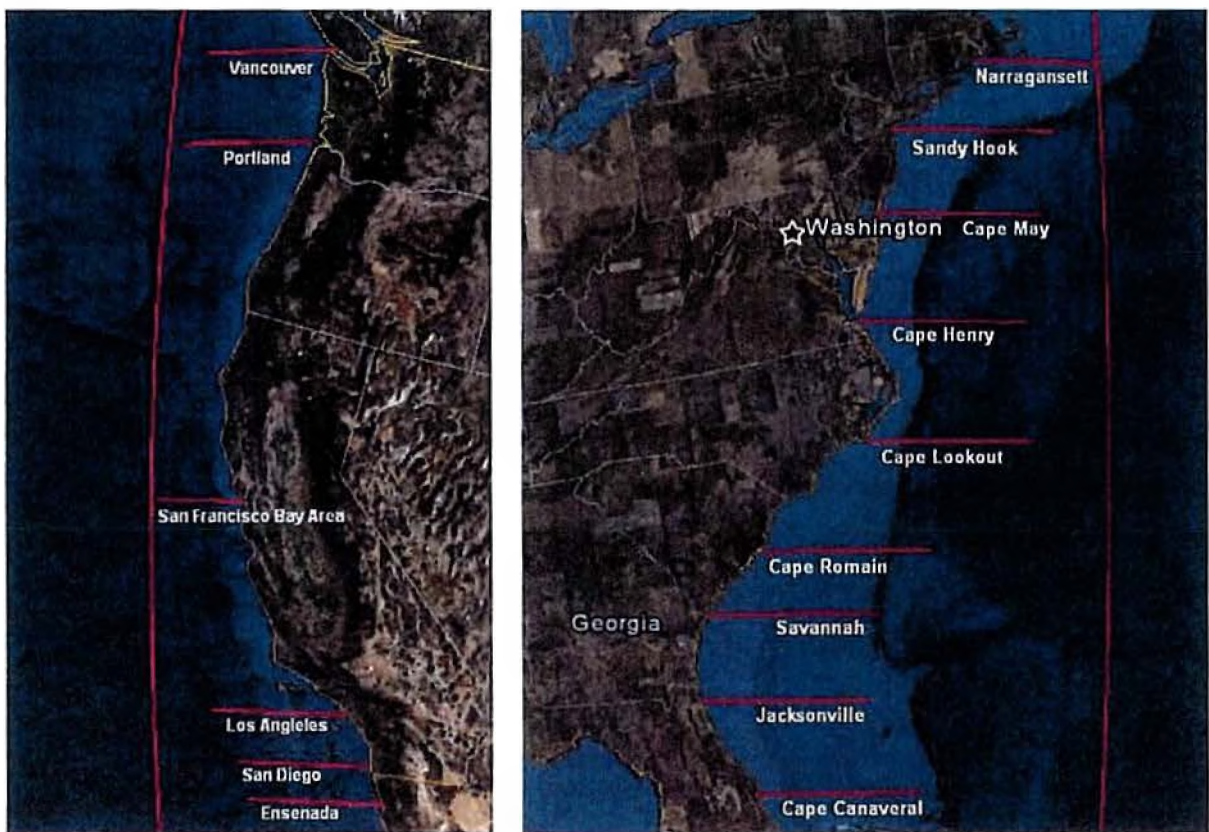 Vancouver
Portland
San Francisco Bay Area
Los Angleles
San Diego
Ensenada
Narragansett
Sandy Hook
Washington
Cape May
Cape Henry
Cape Lookout
Cape Romain
Georgia
Savannah
Jacksonville
Cape Canaveral